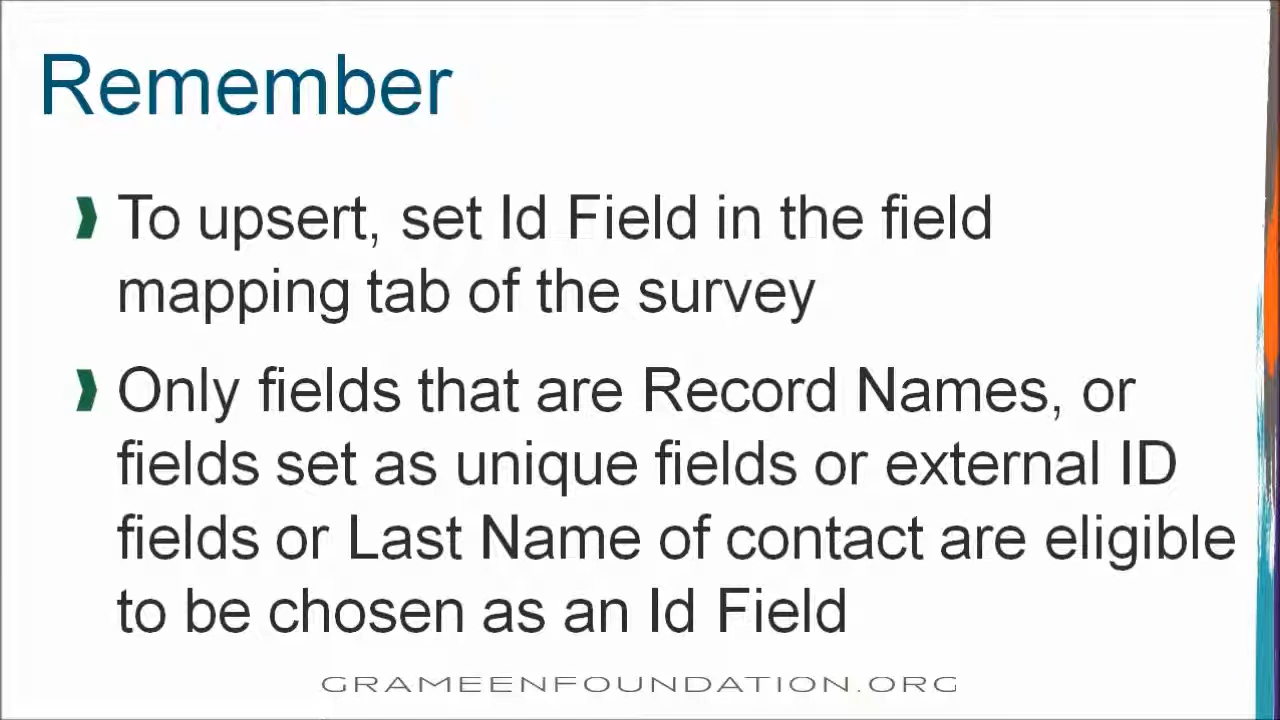 Remember
To upsert, set Id Field in the field
mapping tab of the survey
Only fields that are Record Names, or
fields set as unique fields or external ID
fields or Last Name of contact are eligible
to be chosen as an Id Field
GRAMEENFOUNDATION.ORG